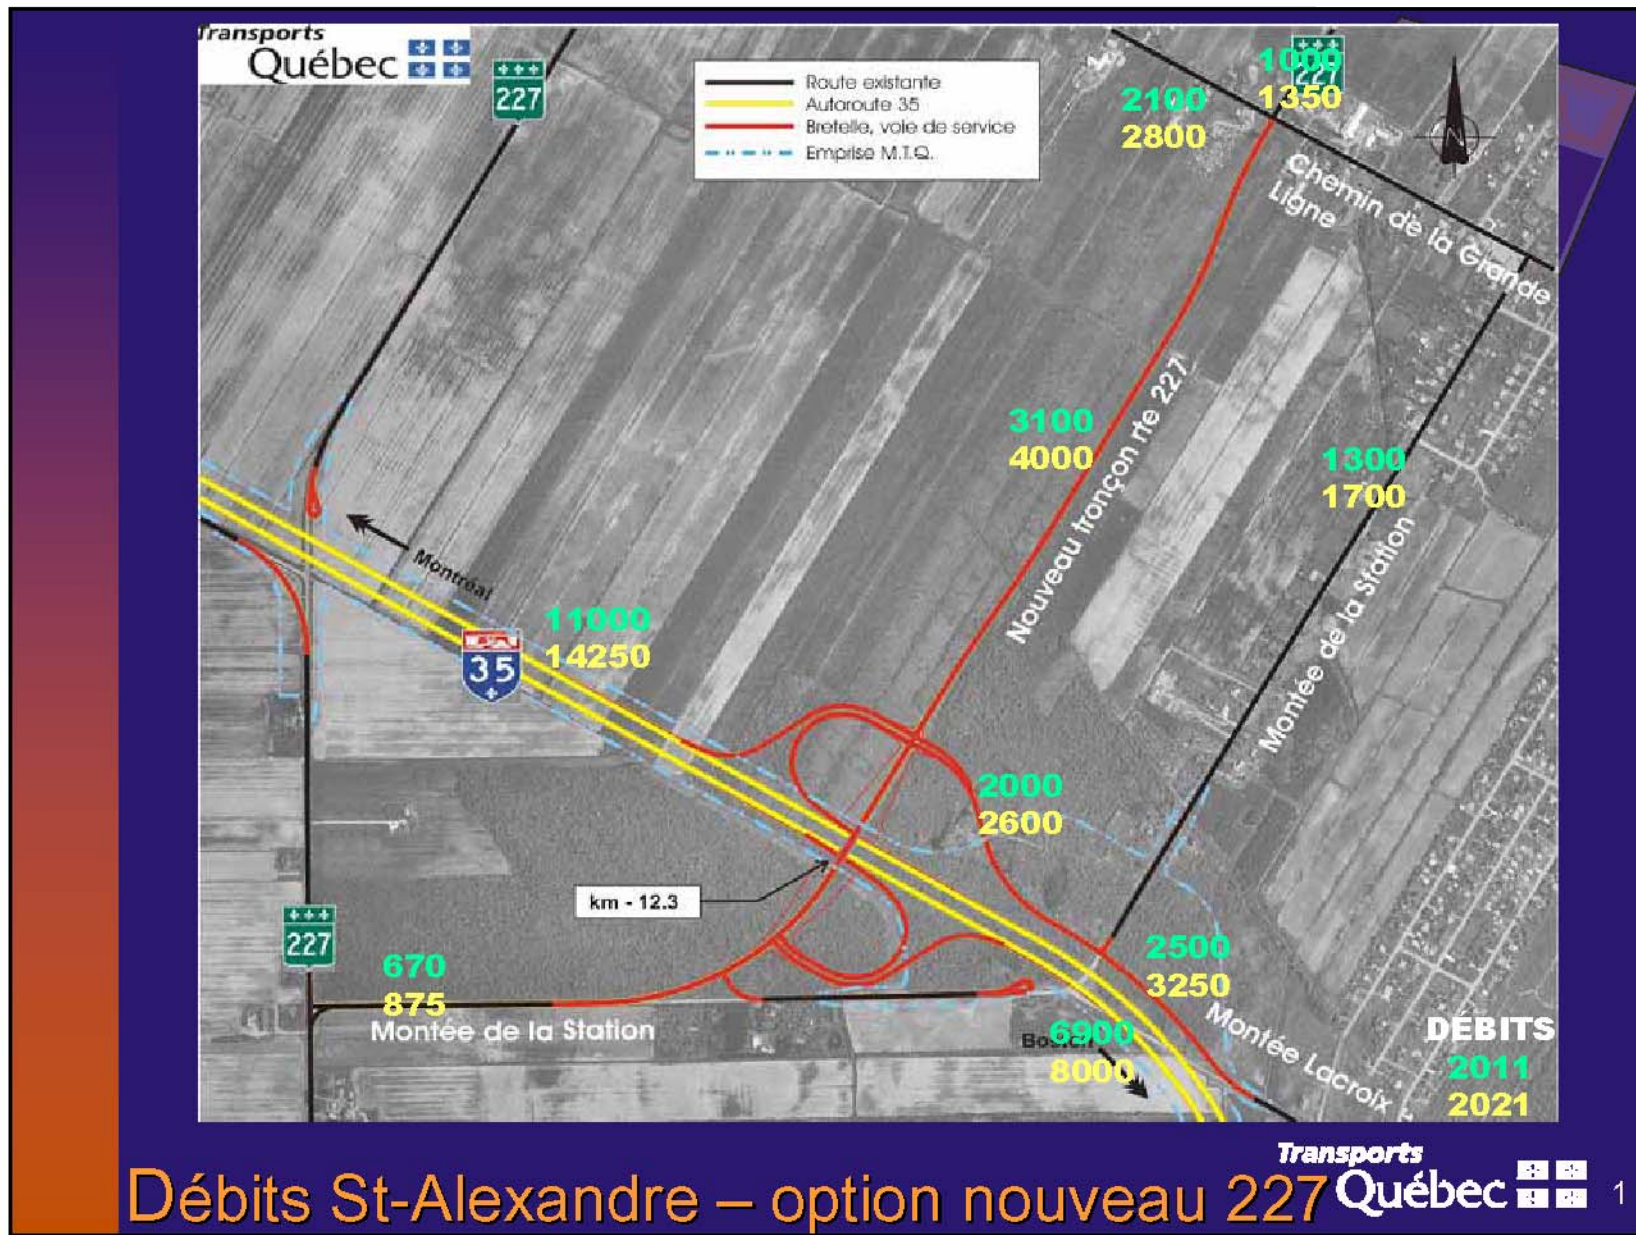 Transports
Québec
227
Route existante
Autoroute 35
Bretelle, voie de service
Emprise M.T.Q.
1000
227
1350
2100
2800
N
Chemin de la Grande
Ligne
3100
4000
Nouveau tronçon rte 227
1300
1700
Montée de la Station
Montréal
11000
14250
35
2000
2600
km - 12.3
227
670
875
Montée de la Station
2500
3250
Montée Lacroix
6900
Boston
8000
DÉBITS
2011
2021
Débits St-Alexandre – option nouveau 227
Transports
Québec
1